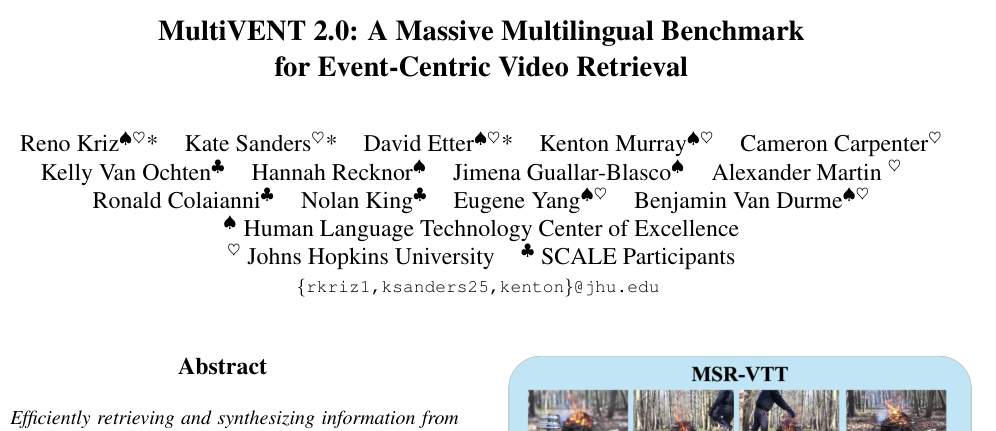 MultiVENT 2.0: A Massive Multilingual Benchmark
for Event-Centric Video Retrieval
Reno Kriz♠♡* Kate Sanders♡* David Etter♠♡* Kenton Murray♠♡ Cameron Carpenter♡
Kelly Van Ochten♣ Hannah Recknor♠ Jimena Guallar-Blasco♠ Alexander Martin ♡
Ronald Colaianni♣ Nolan King♣ Eugene Yang♠♡ Benjamin Van Durme♠♡
♠ Human Language Technology Center of Excellence
♡ Johns Hopkins University ♣ SCALE Participants
{rkriz1,ksanders25,kenton}@jhu.edu
Abstract
Efficiently retrieving and synthesizing information from
MSR-VTT